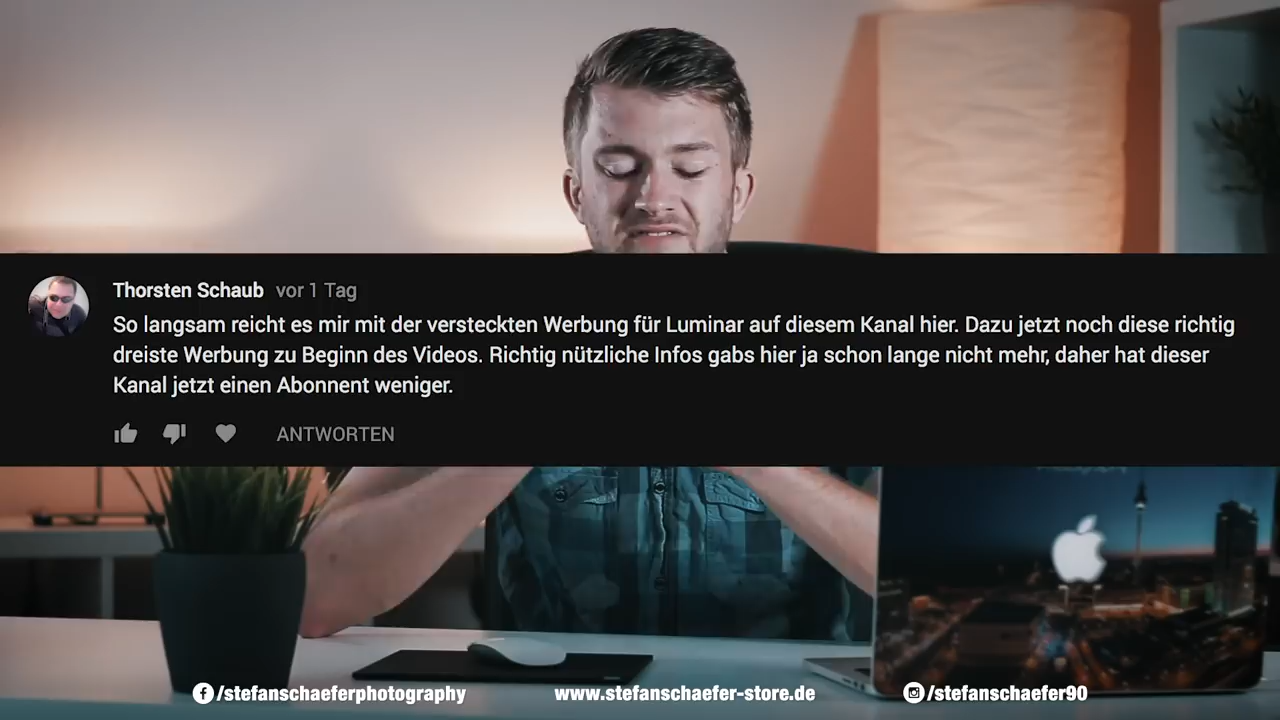 Thorsten Schaub vor 1 Tag
So langsam reicht es mir mit der versteckten Werbung für Luminar auf diesem Kanal hier. Dazu jetzt noch diese richtig
dreiste Werbung zu Beginn des Videos. Richtig nützliche Infos gabs hier ja schon lange nicht mehr, daher hat dieser
Kanal jetzt einen Abonnent weniger.
ANTWORTEN
/stefanschaeferphotography www.stefanschaefer-store.de /stefanschaefer90